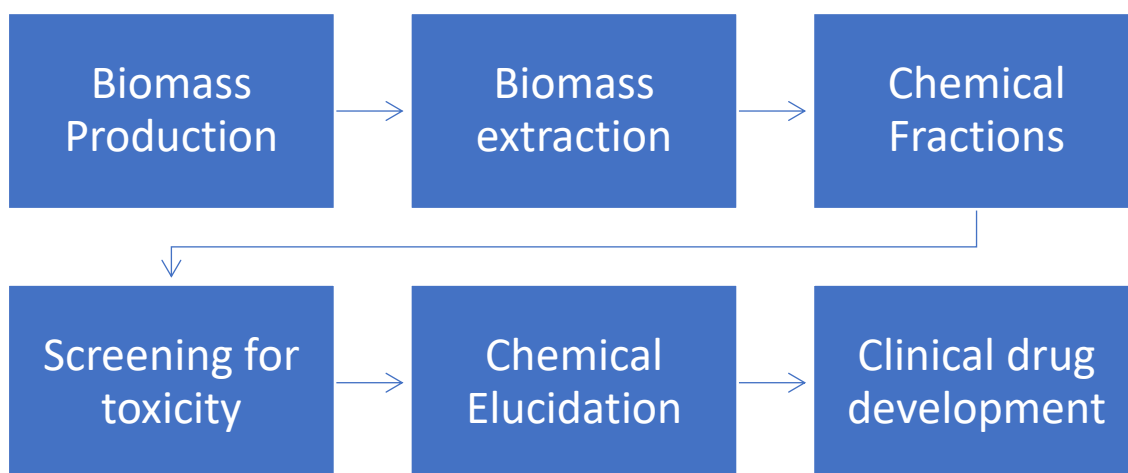 Biomass
Production
Biomass
extraction
Chemical
Fractions
Screening for
toxicity
Chemical
Elucidation
Clinical drug
development